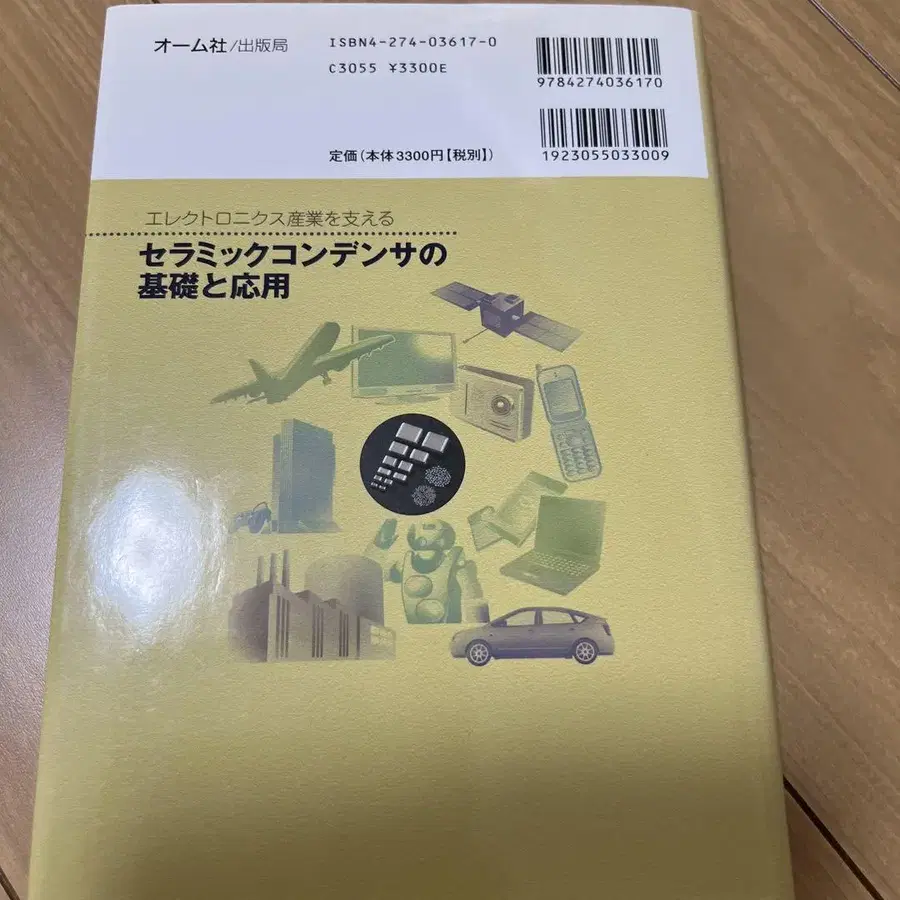 オーム社/出版局
ISBN4-274-03617-0
C3055 ¥3300E
定価(本体3300円【税別】)
9784274036170
1923055033009
エレクトロニクス産業を支える
セラミックコンデンサの
基礎と応用